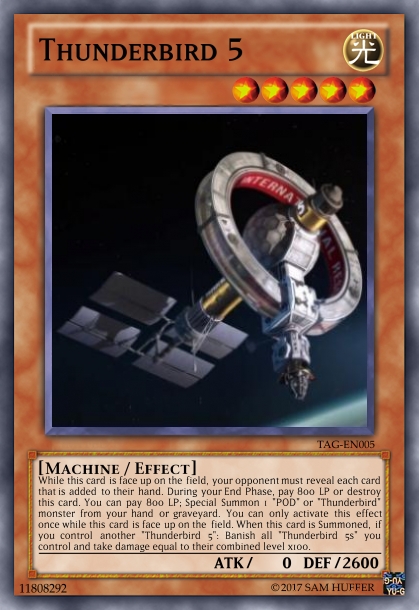 THUNDERBIRD 5
LIGHT
光
INTERNA
AL RE
TAG-EN005
[MACHINE / EFFECT]
While this card is face up on the field, your opponent must reveal each card
that is added to their hand. During your End Phase, pay 800 LP or destroy
this card. You can pay 800 LP; Special Summon 1 "POD" or "Thunderbird"
monster from your hand or graveyard. You can only activate this effect
once while this card is face up on the field. When this card is Summoned, if
you control another "Thunderbird 5": Banish all "Thunderbird 5s" you
control and take damage equal to their combined level x100.
ATK / 0 DEF / 2600
11808292
©2017 SAM HUFFER